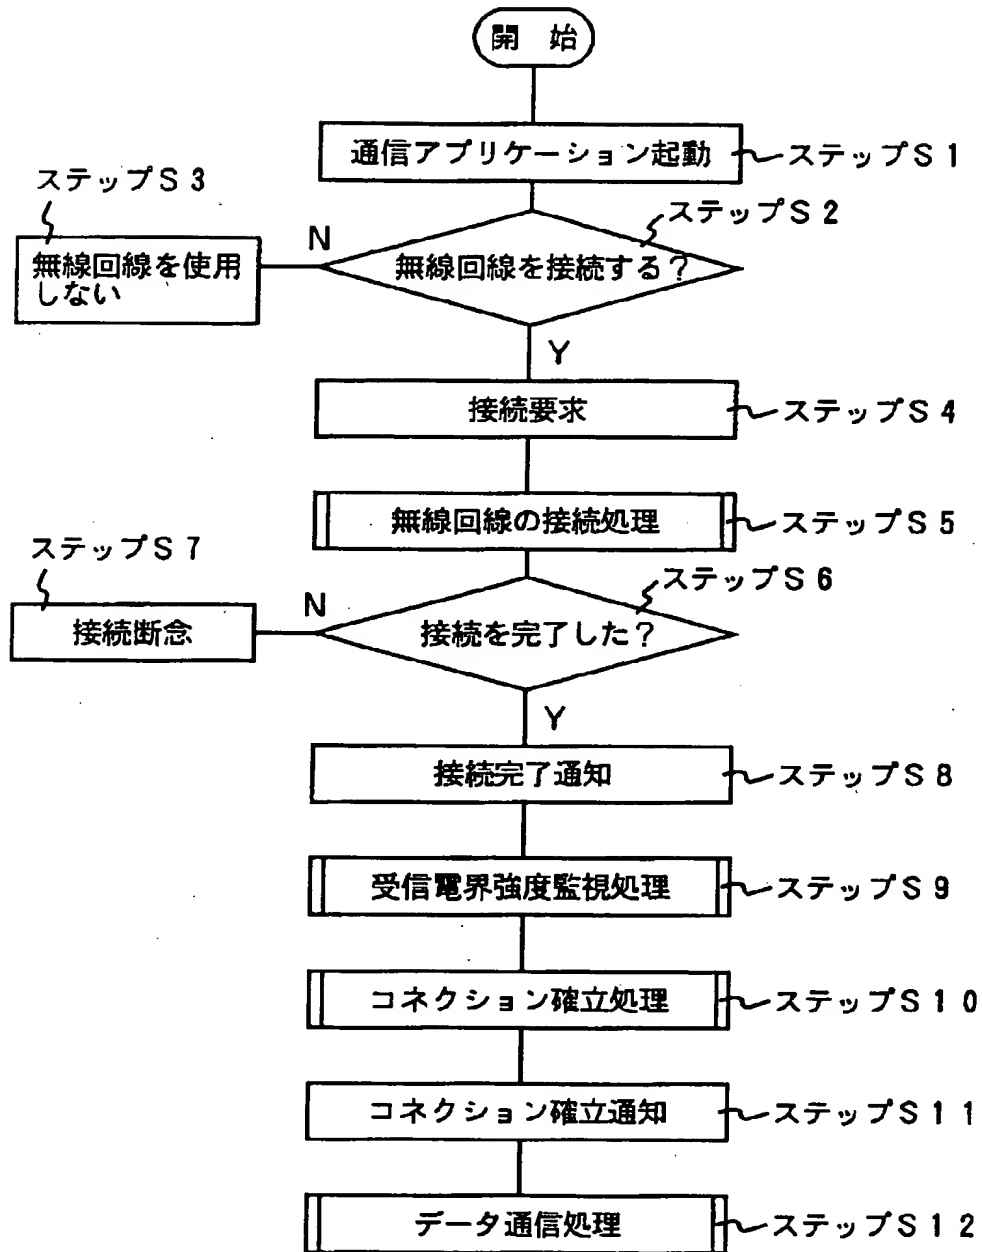 開 始
通信アプリケーション起動
ステップS1
ステップS3
ステップS2
N
無線回線を使用
しない
無線回線を接続する?
Y
接続要求
ステップS4
無線回線の接続処理
ステップS5
ステップS7
ステップS6
N
接続断念
接続を完了した?
Y
接続完了通知
ステップS8
受信電界強度監視処理
ステップS9
コネクション確立処理
ステップS10
コネクション確立通知
ステップS11
データ通信処理
ステップS12